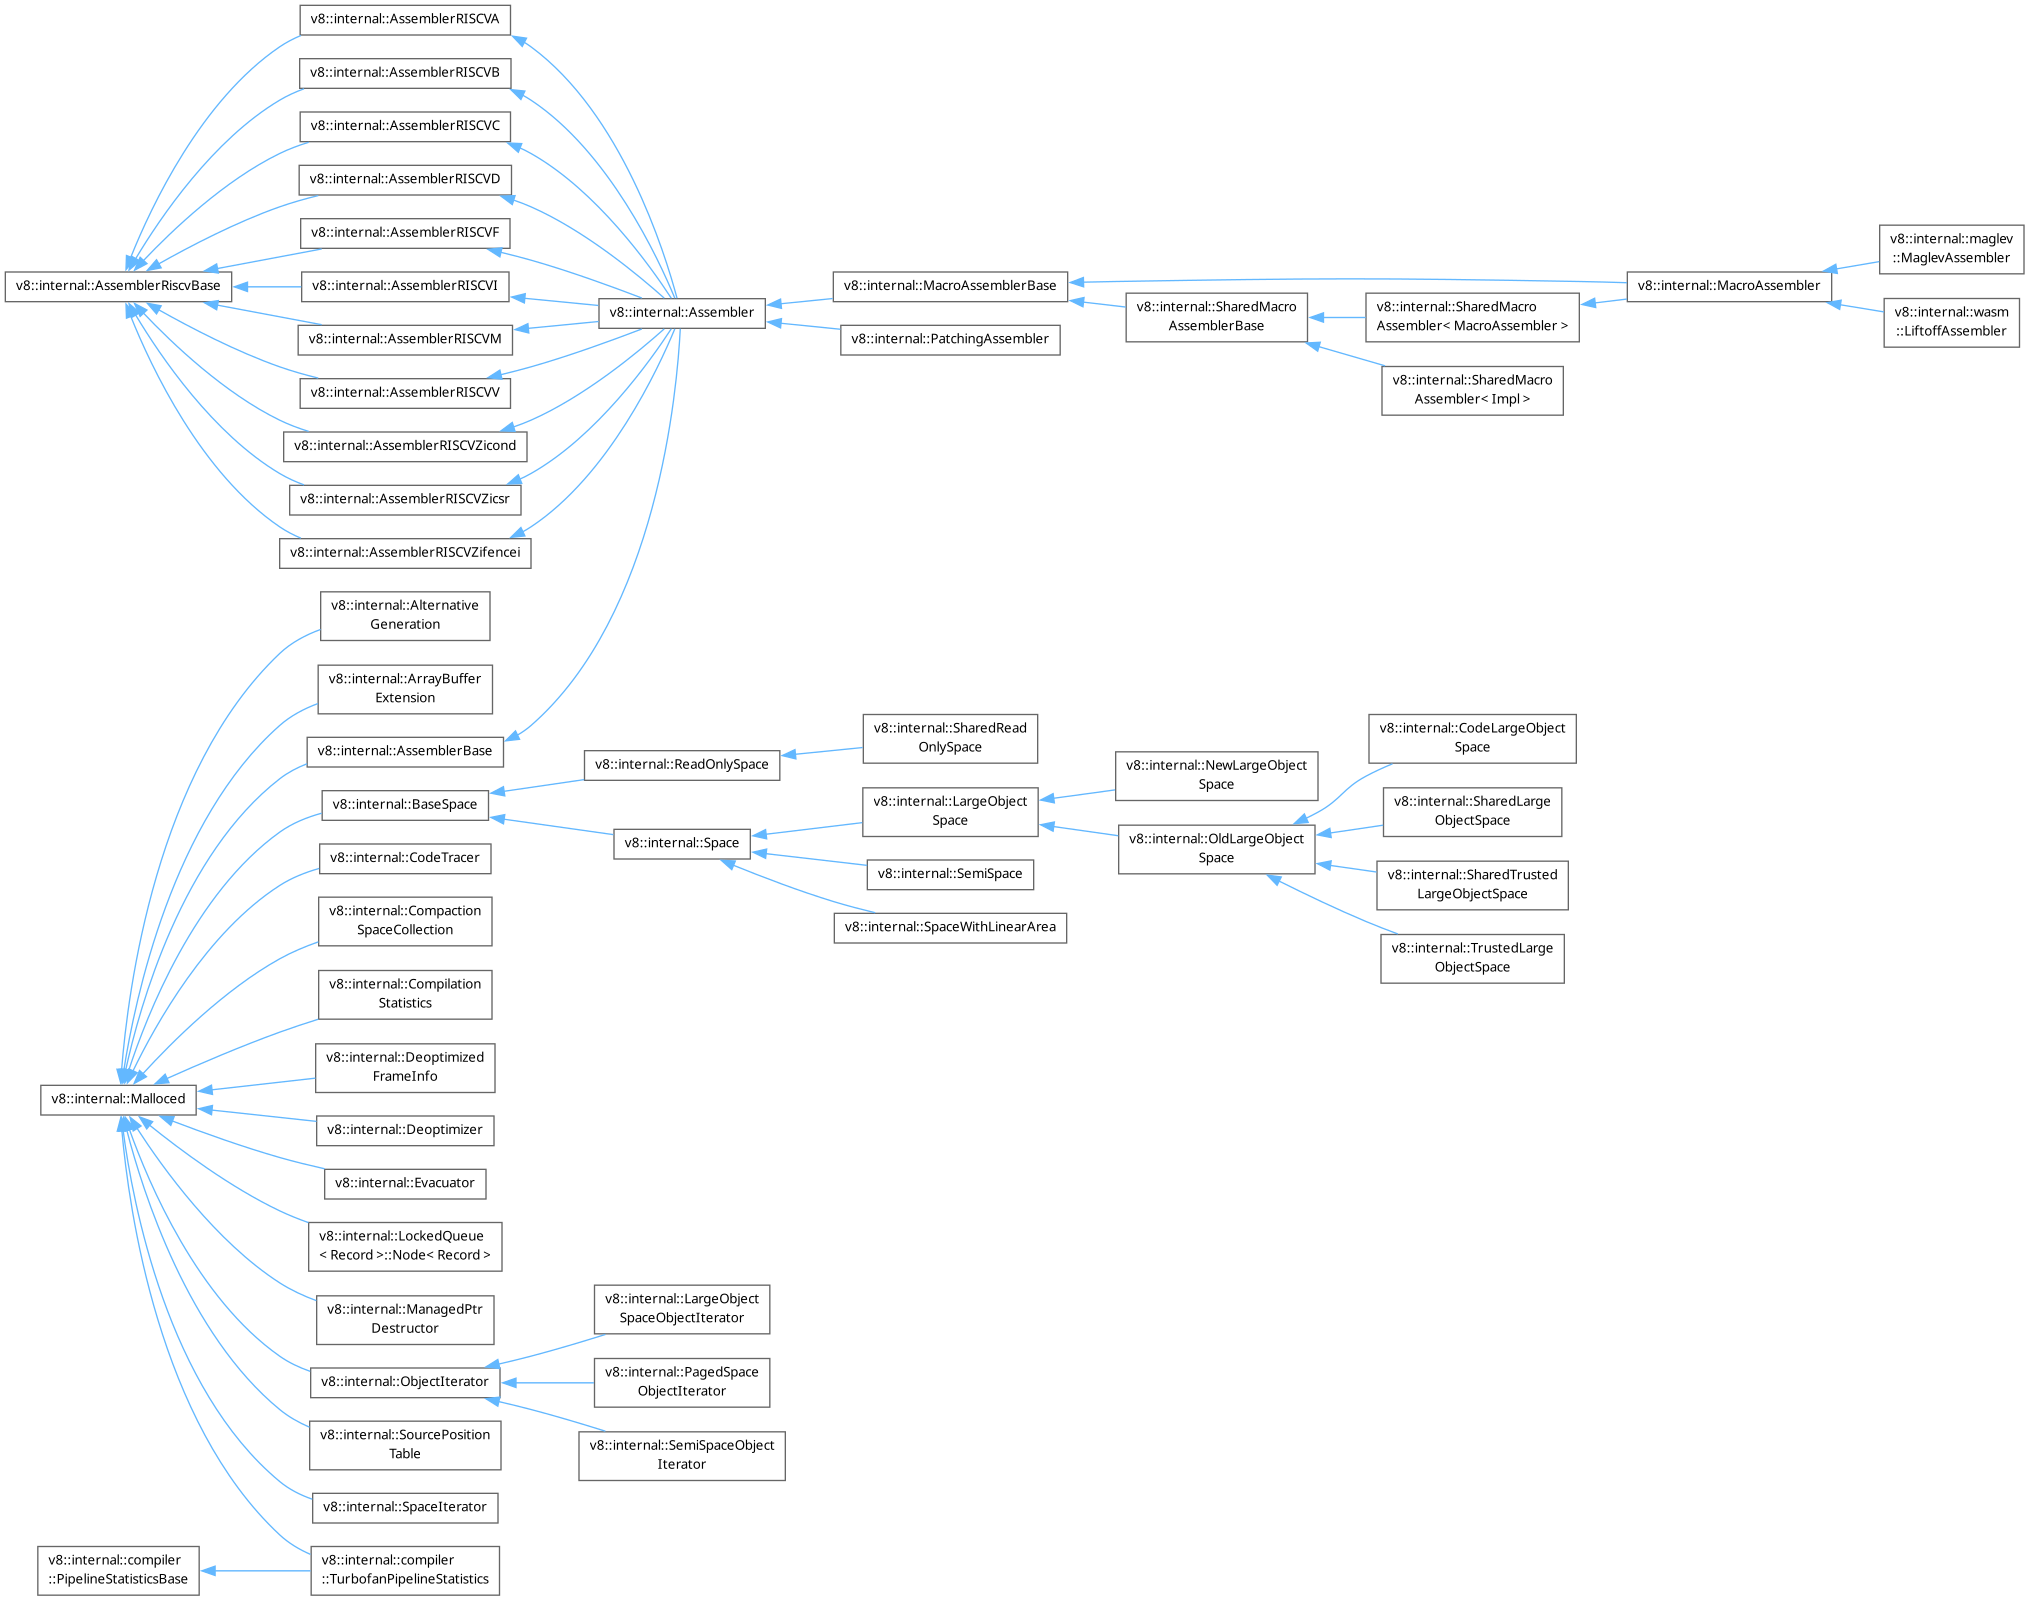 v8::internal::AssemblerRISCVA
v8::internal::AssemblerRISCVB
v8::internal::AssemblerRISCVC
v8::internal::AssemblerRISCVD
v8::internal::AssemblerRISCVF
v8::internal::AssemblerRiscvBase
v8::internal::AssemblerRISCVI
v8::internal::AssemblerRISCVM
v8::internal::AssemblerRISCVV
v8::internal::AssemblerRISCVZicond
v8::internal::AssemblerRISCVZicsr
v8::internal::AssemblerRISCVZifencei
v8::internal::Assembler
v8::internal::MacroAssemblerBase
v8::internal::PatchingAssembler
v8::internal::SharedMacro
AssemblerBase
v8::internal::SharedMacro
Assembler< MacroAssembler >
v8::internal::SharedMacro
Assembler< Impl >
v8::internal::MacroAssembler
v8::internal::maglev
::MaglevAssembler
v8::internal::wasm
::LiftoffAssembler
v8::internal::Alternative
Generation
v8::internal::ArrayBuffer
Extension
v8::internal::AssemblerBase
v8::internal::BaseSpace
v8::internal::CodeTracer
v8::internal::Compaction
SpaceCollection
v8::internal::Compilation
Statistics
v8::internal::Deoptimized
FrameInfo
v8::internal::Malloced
v8::internal::Deoptimizer
v8::internal::Evacuator
v8::internal::LockedQueue
< Record >::Node< Record >
v8::internal::ManagedPtr
Destructor
v8::internal::ObjectIterator
v8::internal::SourcePosition
Table
v8::internal::SpaceIterator
v8::internal::compiler
::PipelineStatisticsBase
v8::internal::compiler
::TurbofanPipelineStatistics
v8::internal::ReadOnlySpace
v8::internal::Space
v8::internal::SharedRead
OnlySpace
v8::internal::LargeObject
Space
v8::internal::SemiSpace
v8::internal::SpaceWithLinearArea
v8::internal::NewLargeObject
Space
v8::internal::OldLargeObject
Space
v8::internal::CodeLargeObject
Space
v8::internal::SharedLarge
ObjectSpace
v8::internal::SharedTrusted
LargeObjectSpace
v8::internal::TrustedLarge
ObjectSpace
v8::internal::LargeObject
SpaceObjectIterator
v8::internal::PagedSpace
ObjectIterator
v8::internal::SemiSpaceObject
Iterator